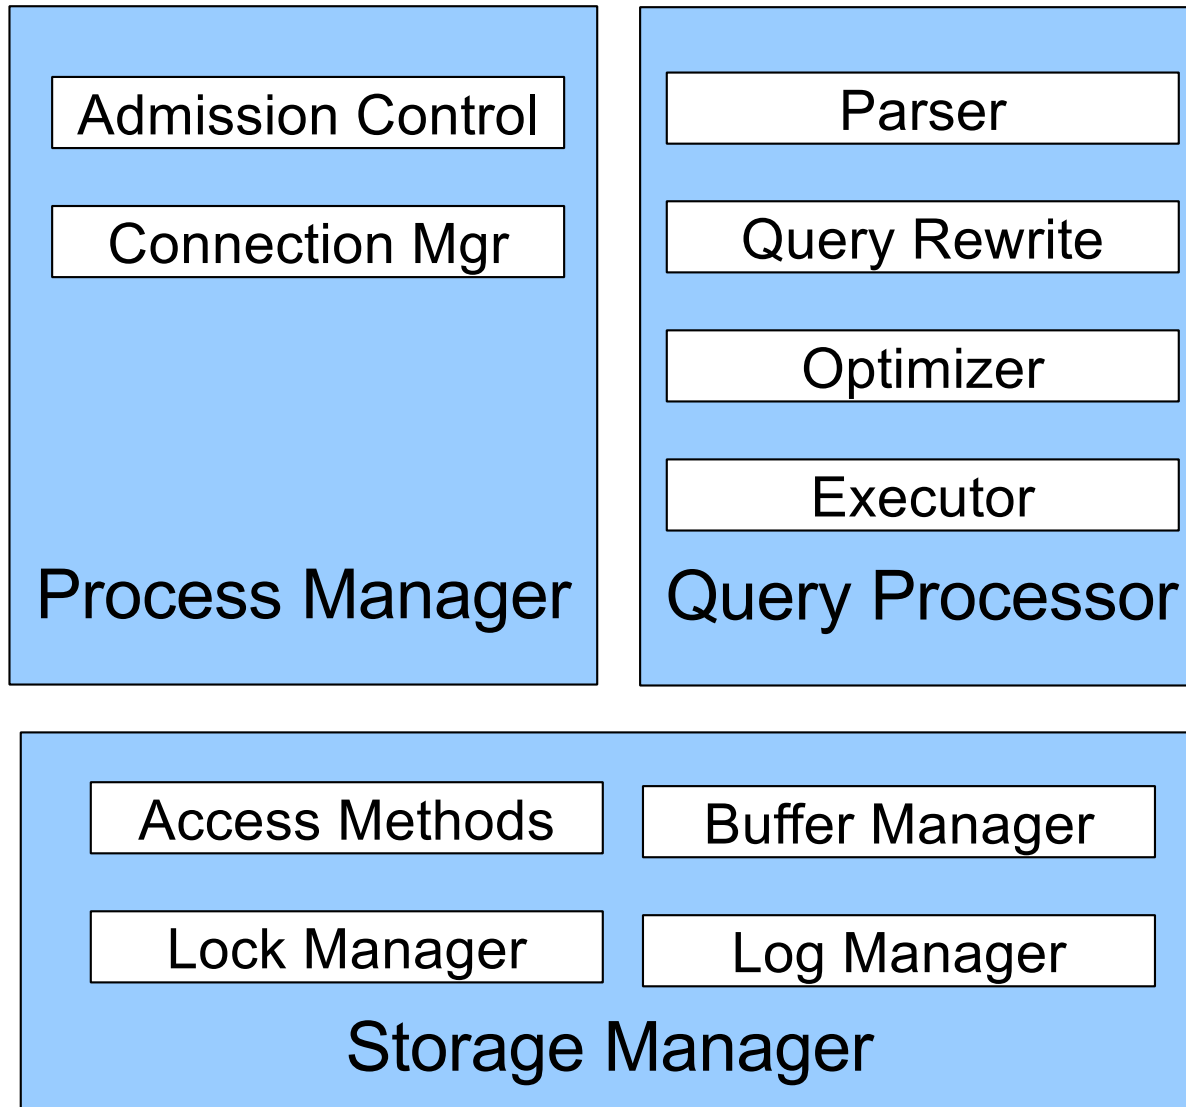 Admission Control
Connection Mgr
Process Manager
Parser
Query Rewrite
Optimizer
Executor
Query Processor
Access Methods
Buffer Manager
Lock Manager
Log Manager
Storage Manager